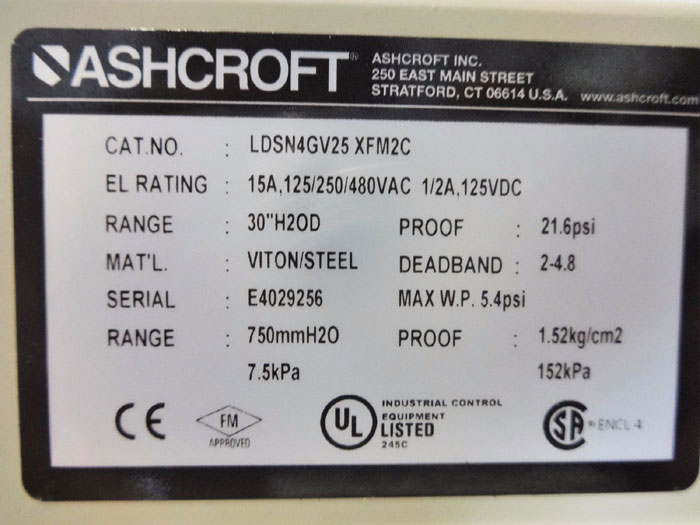 ASHCROFT®
ASHCROFT INC.
250 EAST MAIN STREET
STRATFORD, CT 06614 U.S.A. www.ashcroft.com
CAT.NO. : LDSN4GV25 XFM2C
EL RATING : 15A,125/250/480VAC 1/2A,125VDC
RANGE : 30"H2OD PROOF : 21.6psi
MAT'L. : VITON/STEEL DEADBAND : 2-4.8
SERIAL : E4029256 MAX W.P. 5.4psi
RANGE : 750mmH2O PROOF : 1.52kg/cm2
7.5kPa 152kPa
CE
FM
APPROVED
UL
INDUSTRIAL CONTROL
EQUIPMENT
LISTED
245C
SA ® ENCL 4